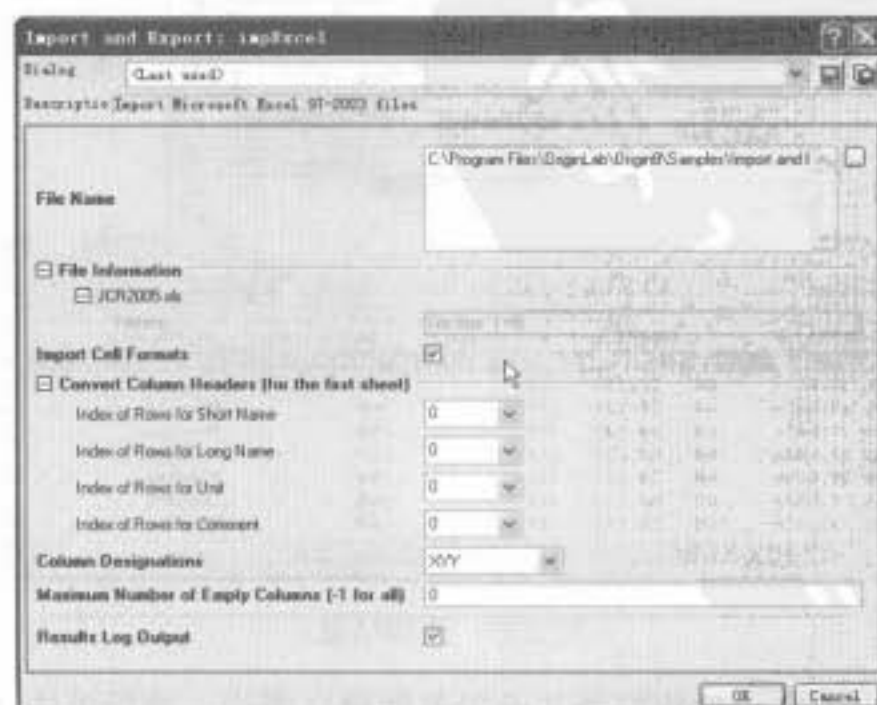 Import and Export: impExcel
Dialog <Last used>
Descriptio Import Microsoft Excel 97-2003 files
File Name C:\Program Files\OriginLab\Origin8\Samples\Import and
File Information
JCR2005.xls
Import Cell Formats
Convert Column Headers (for the fast sheet)
Index of Rows for Short Name 0
Index of Rows for Long Name 0
Index of Rows for Unit 0
Index of Rows for Comment 0
Column Designations XYY
Maximum Number of Empty Columns (-1 for all) 0
Results Log Output
OK Cancel